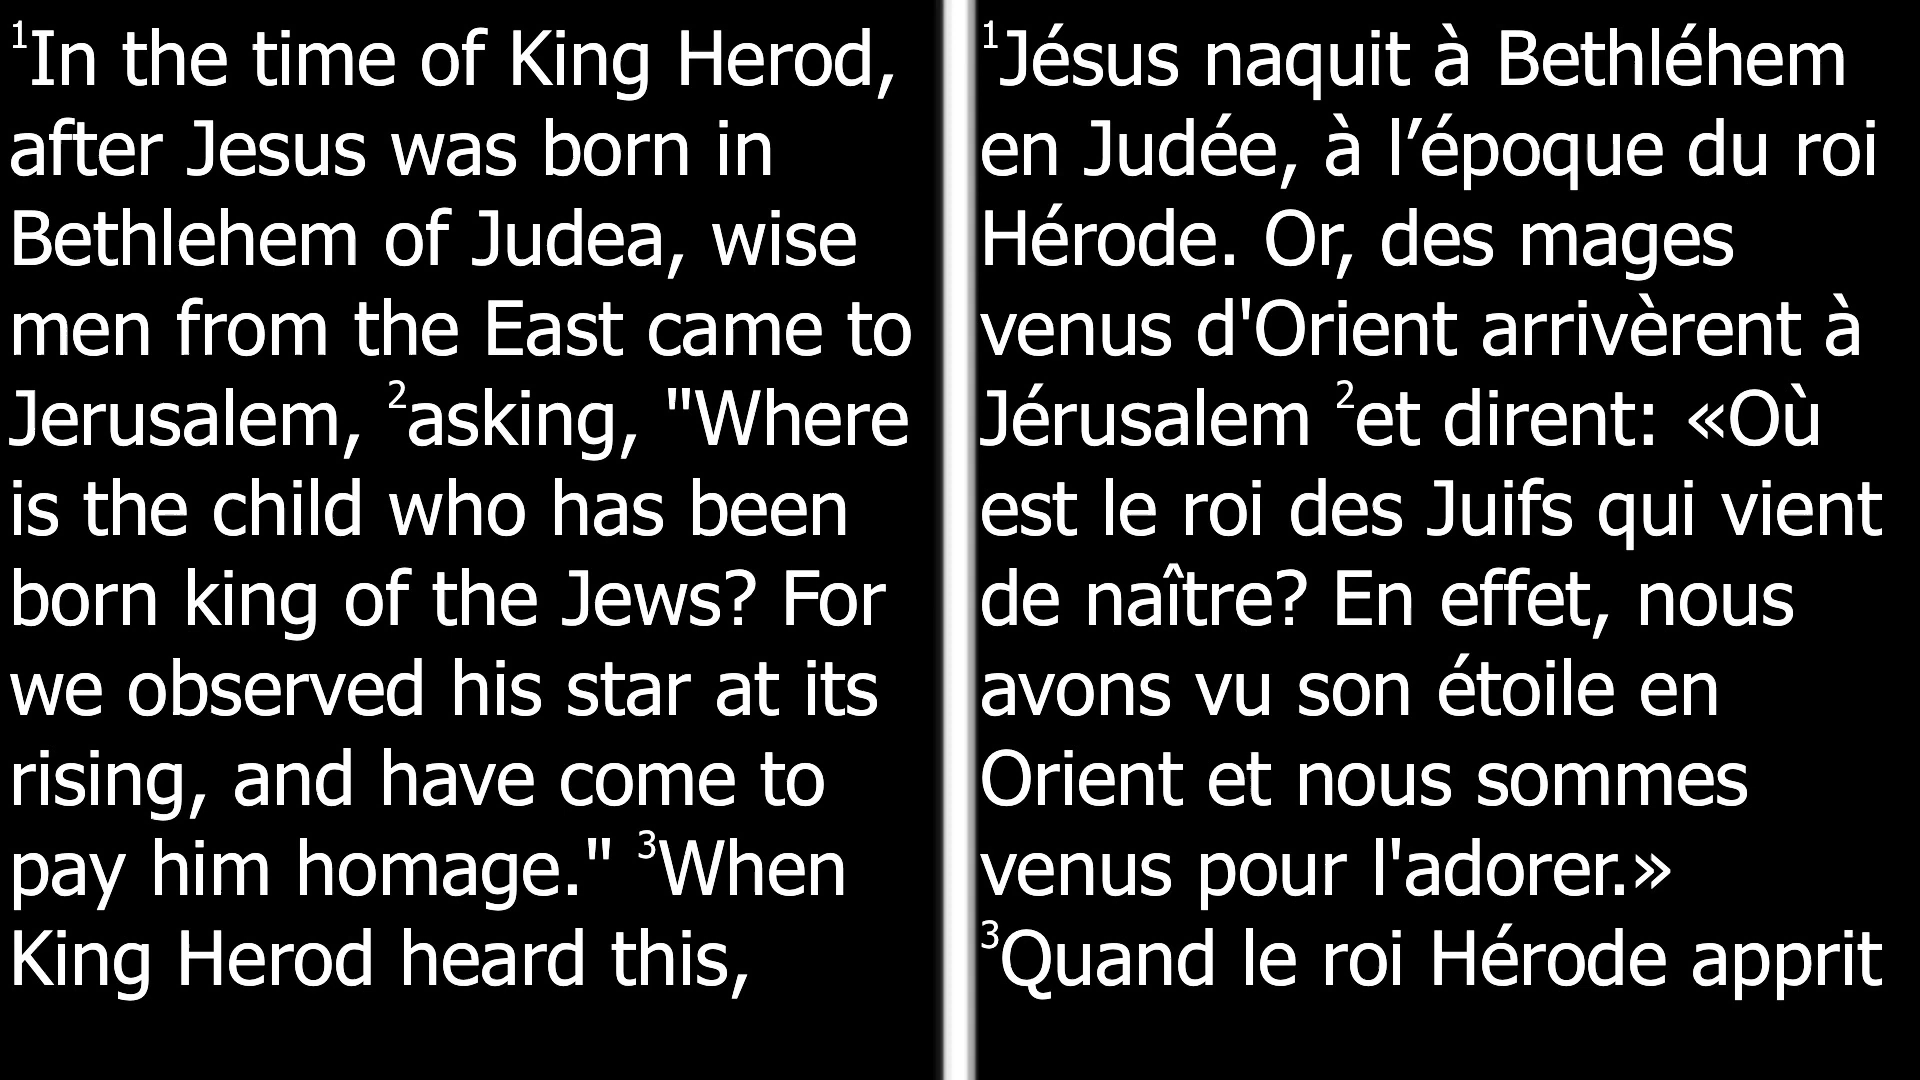 ¹In the time of King Herod,
after Jesus was born in
Bethlehem of Judea, wise
men from the East came to
Jerusalem, ²asking, "Where
is the child who has been
born king of the Jews? For
we observed his star at its
rising, and have come to
pay him homage." ³When
King Herod heard this,
¹Jésus naquit à Bethléhem
en Judée, à l’époque du roi
Hérode. Or, des mages
venus d'Orient arrivèrent à
Jérusalem ²et dirent: «Où
est le roi des Juifs qui vient
de naître? En effet, nous
avons vu son étoile en
Orient et nous sommes
venus pour l'adorer.»
³Quand le roi Hérode apprit